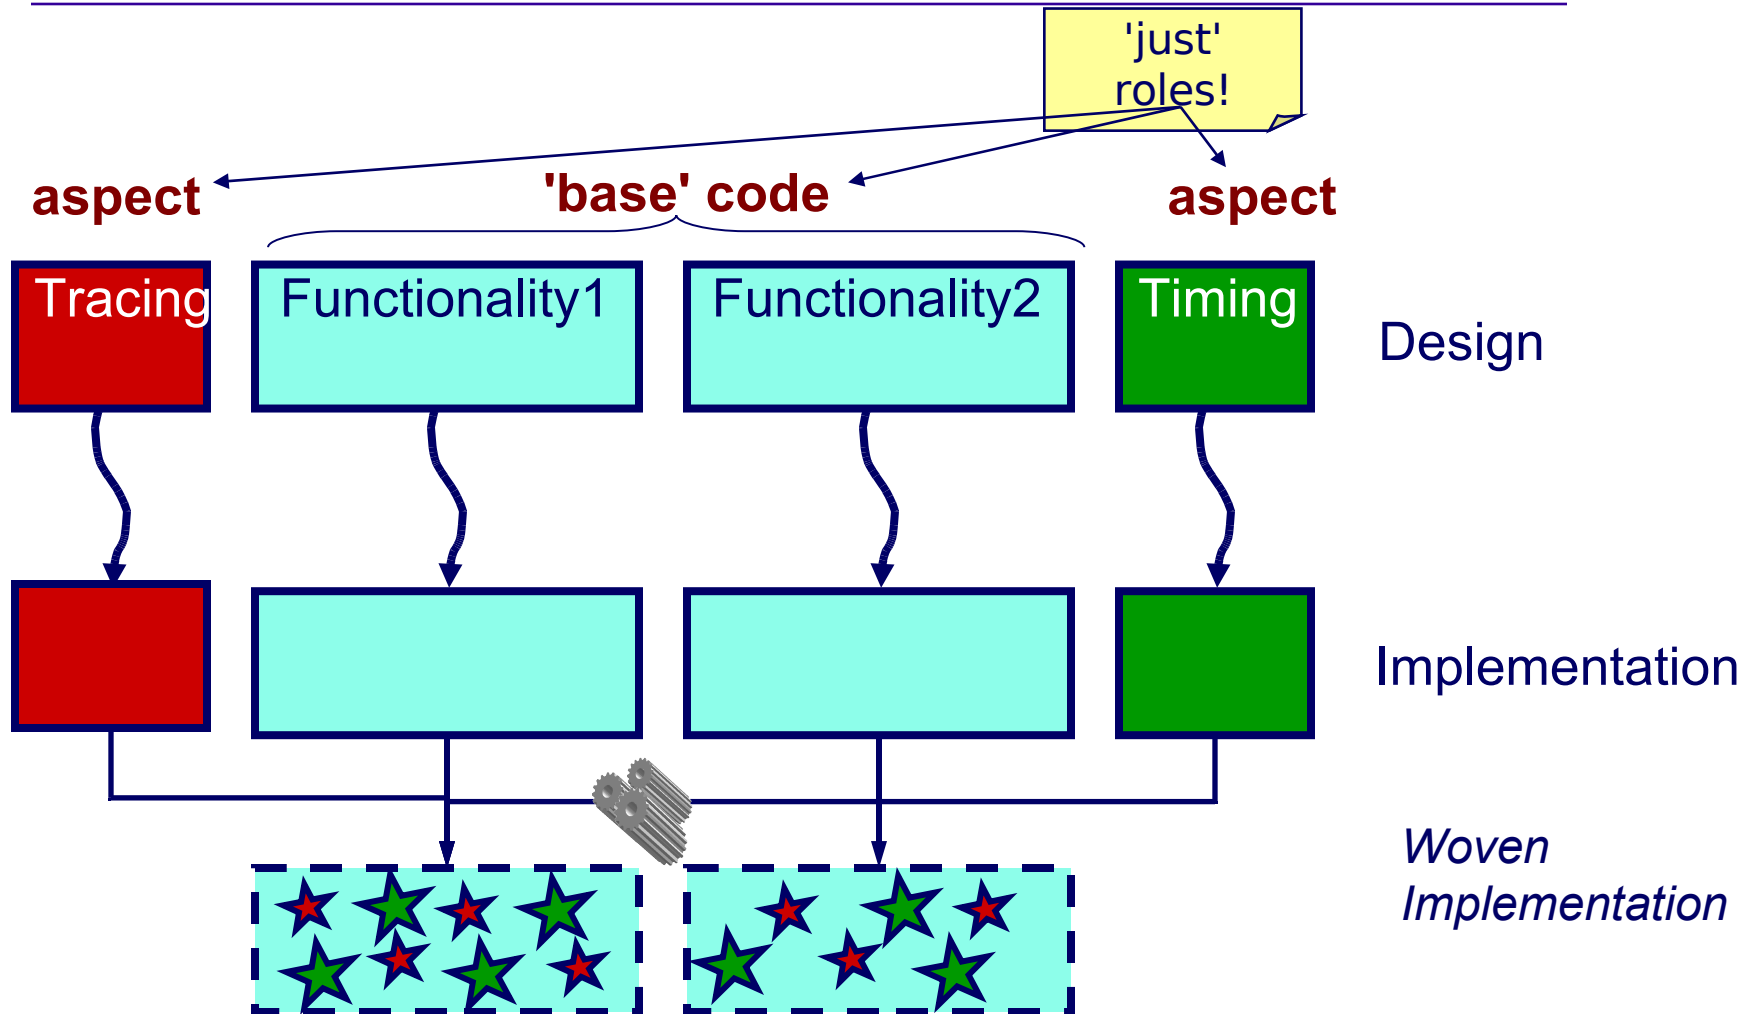 'just'
roles!
aspect
'base' code
aspect
Tracing
Functionality1
Functionality2
Timing
Design
Implementation
Woven
Implementation